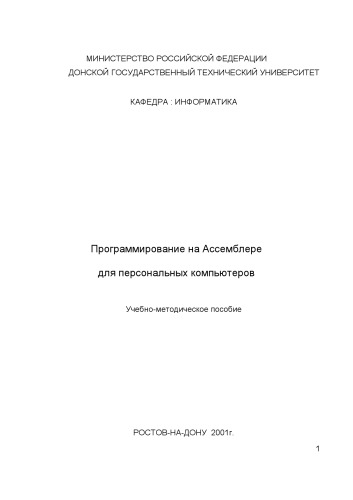 МИНИСТЕРСТВО РОССИЙСКОЙ ФЕДЕРАЦИИ
ДОНСКОЙ ГОСУДАРСТВЕННЫЙ ТЕХНИЧЕСКИЙ УНИВЕРСИТЕТ
КАФЕДРА : ИНФОРМАТИКА
Программирование на Ассемблере
для персональных компьютеров
Учебно-методическое пособие
РОСТОВ-НА-ДОНУ 2001г.
1